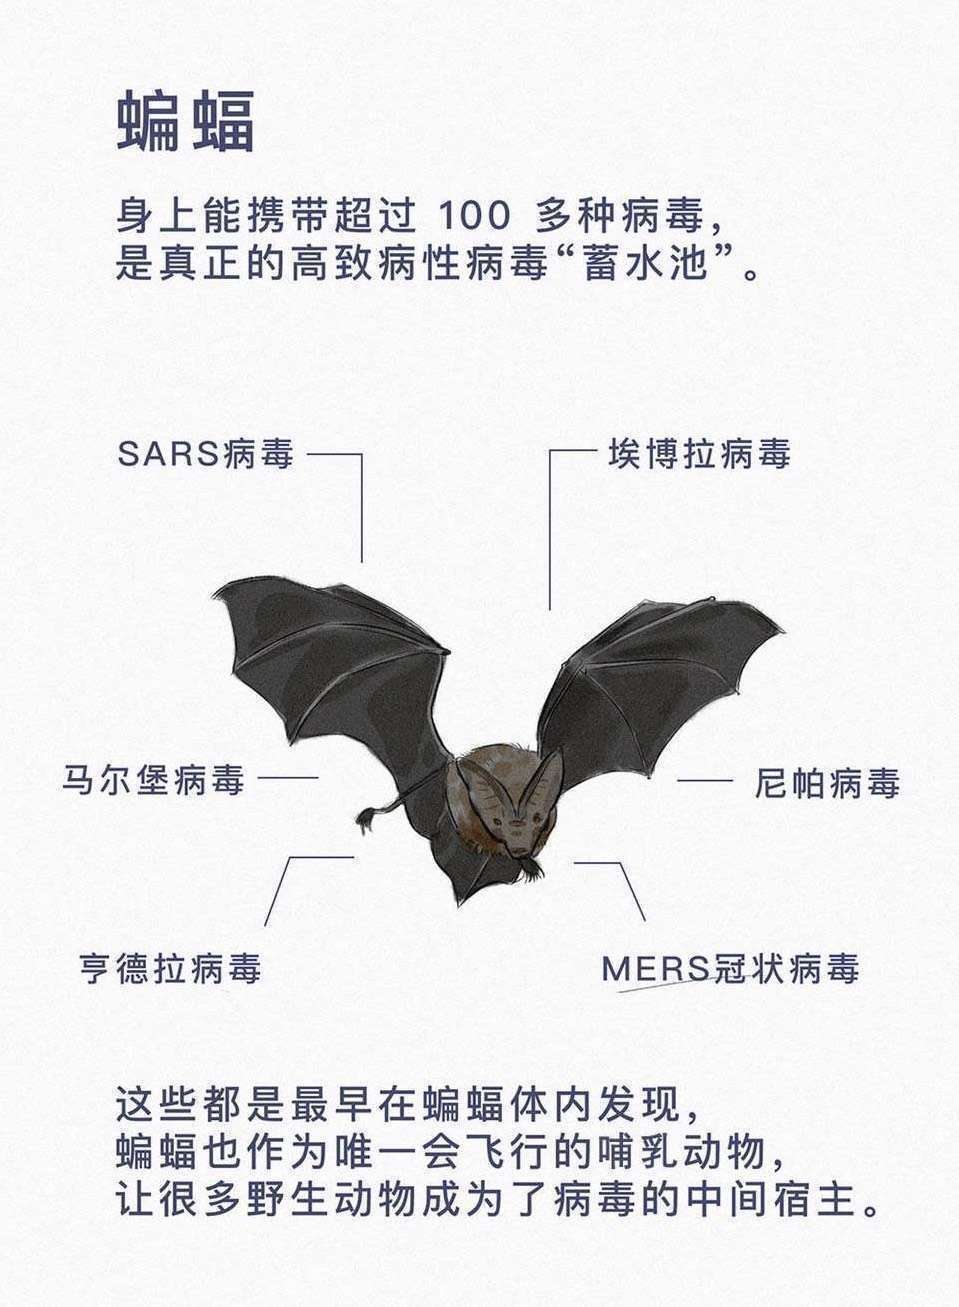 蝙蝠
身上能携带超过 100 多种病毒，
是真正的高致病性病毒“蓄水池”。
SARS病毒
埃博拉病毒
马尔堡病毒
尼帕病毒
亨德拉病毒
MERS冠状病毒
这些都是最早在蝙蝠体内发现，
蝙蝠也作为唯一会飞行的哺乳动物，
让很多野生动物成为了病毒的中间宿主。